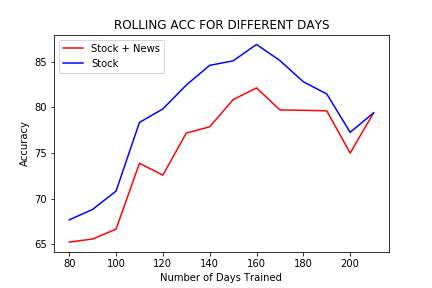 ROLLING ACC FOR DIFFERENT DAYS
Stock + News
Stock
85
80
75
70
65
Accuracy
80 100 120 140 160 180 200
Number of Days Trained